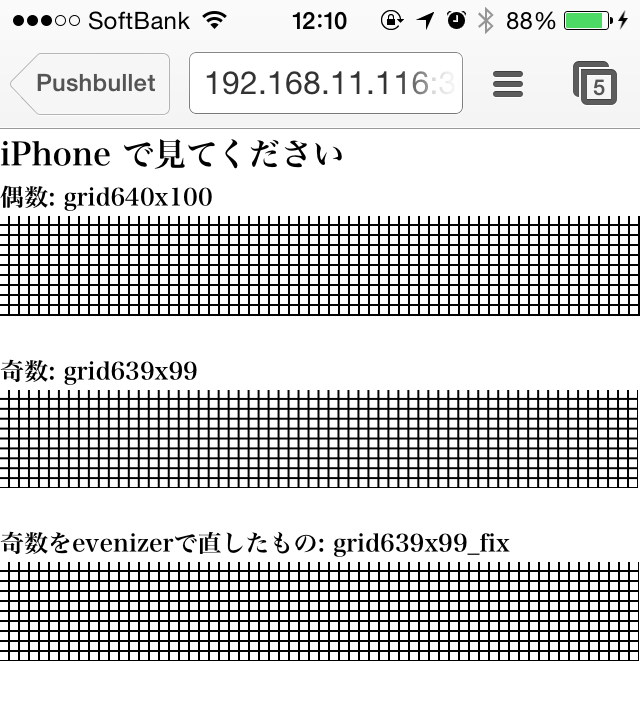 SoftBank 12:10 88%
Pushbullet 192.168.11.116:3 5
iPhone で見てください
偶数: grid640x100
奇数: grid639x99
奇数をevenizerで直したもの: grid639x99_fix